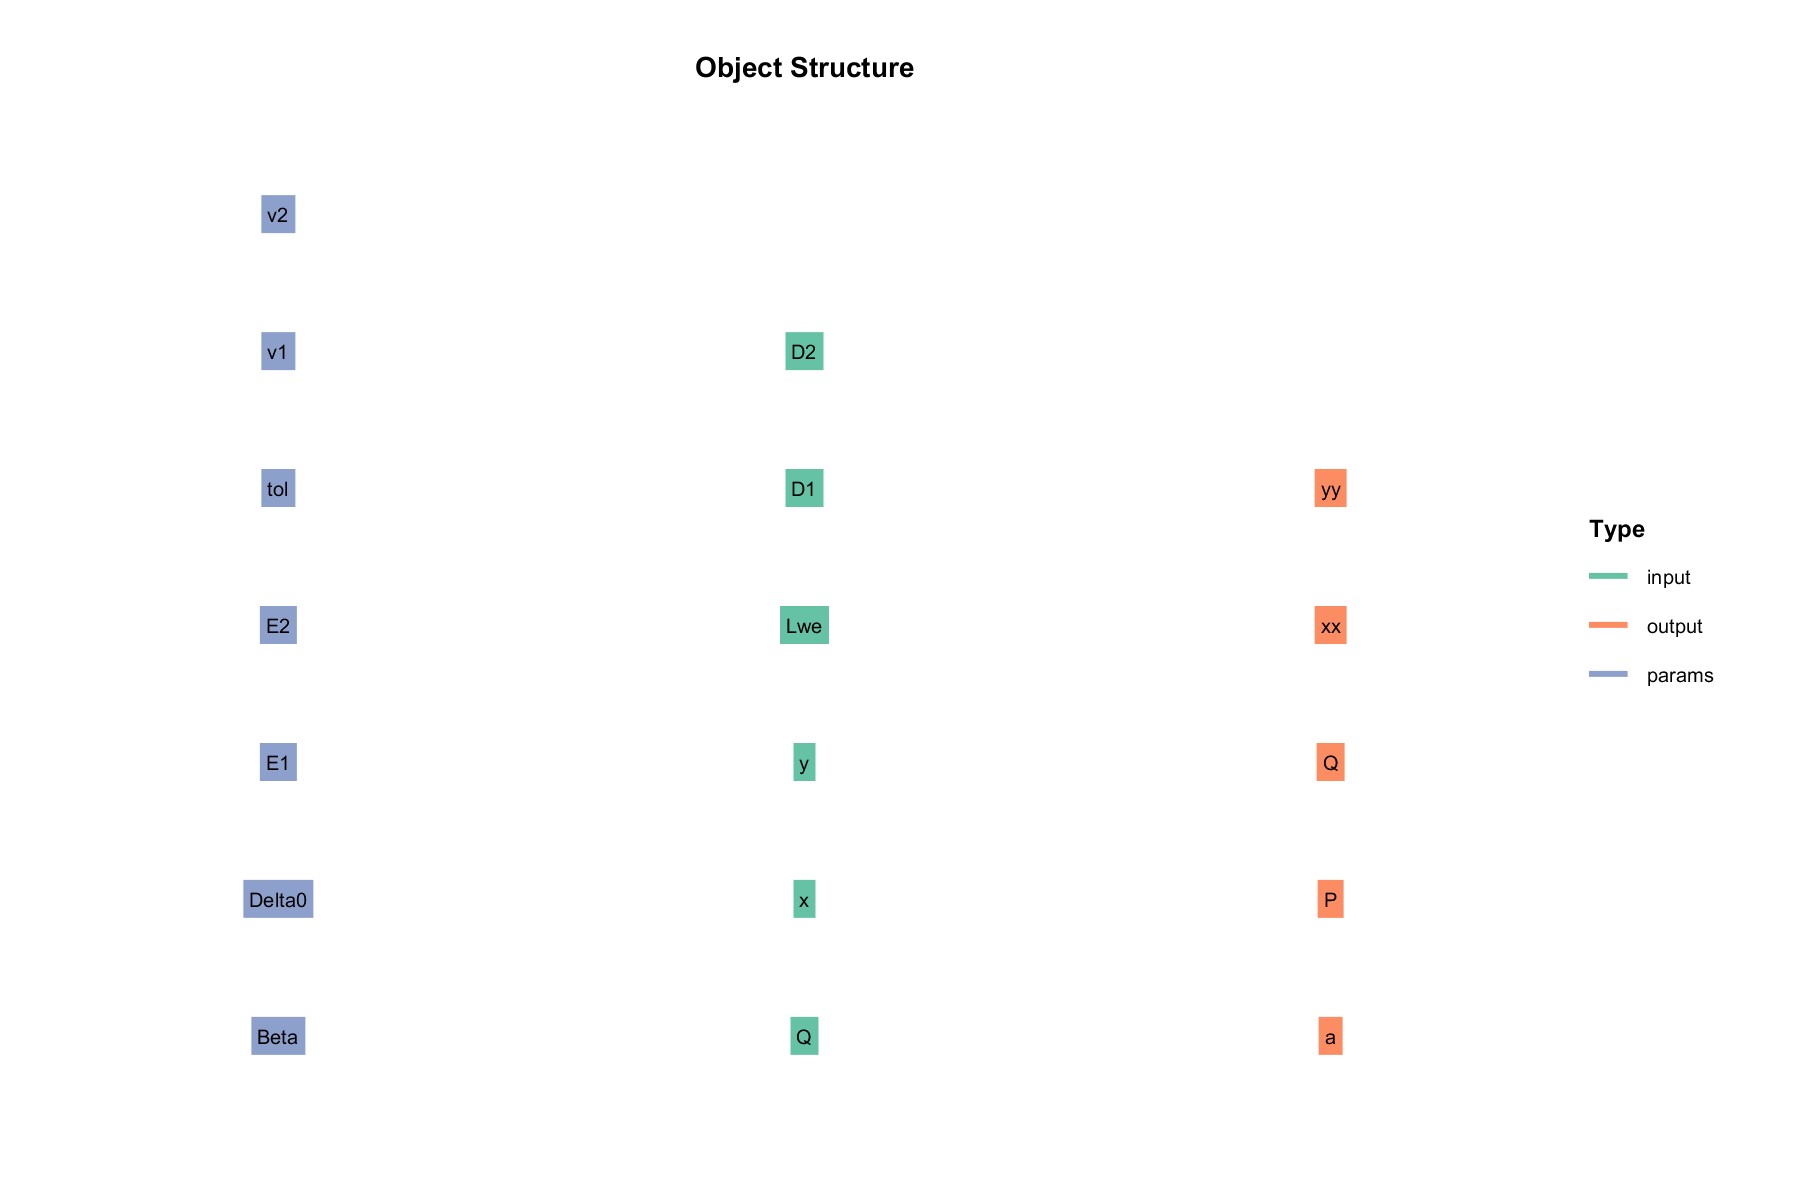 Object Structure
v2
v1
D2
tol
D1
yy
Type
input
E2
Lwe
xx
output
params
E1
y
Q
Delta0
x
P
Beta
Q
a